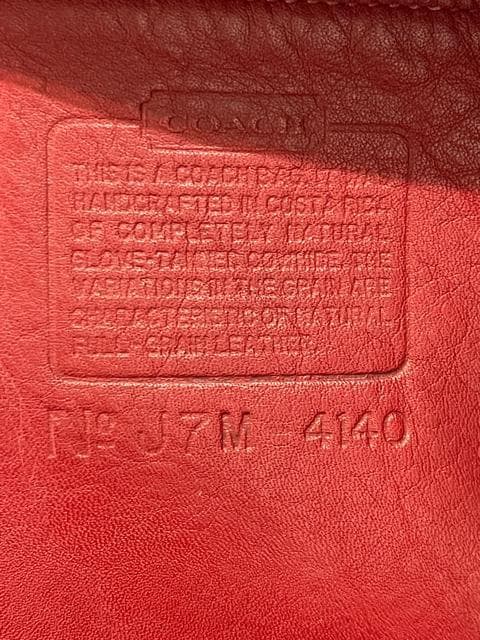 COACH
THIS IS A COACH BAG. IT WAS
HANDCRAFTED IN COSTA RICA
OF COMPLETELY NATURAL
GLOVE-TANNED COWHIDE. THE
VARIATIONS IN THE GRAIN ARE
CHARACTERISTIC OF NATURAL
FULL-GRAIN LEATHER.
No J7M-4140